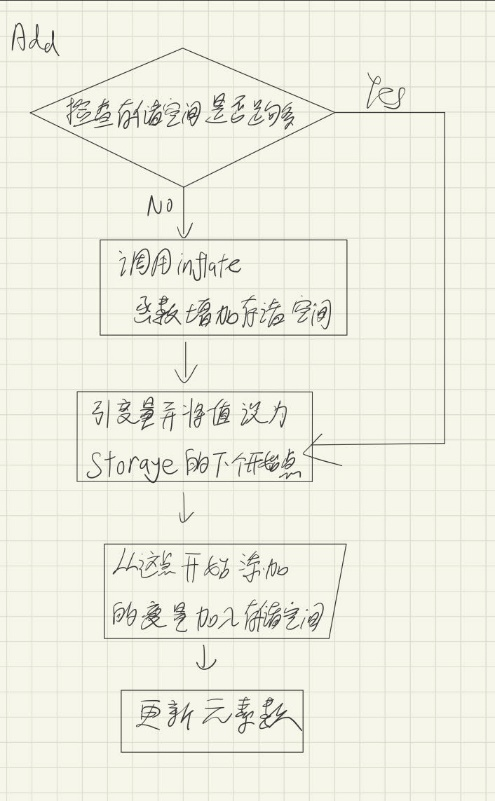 Add
检查存储空间是否足够多
Yes
No
调用inflate
函数增加存储空间
引变量并将值设为
Storage的下个开始点
从这点开始添加
的变量加入存储空间
更新元素数